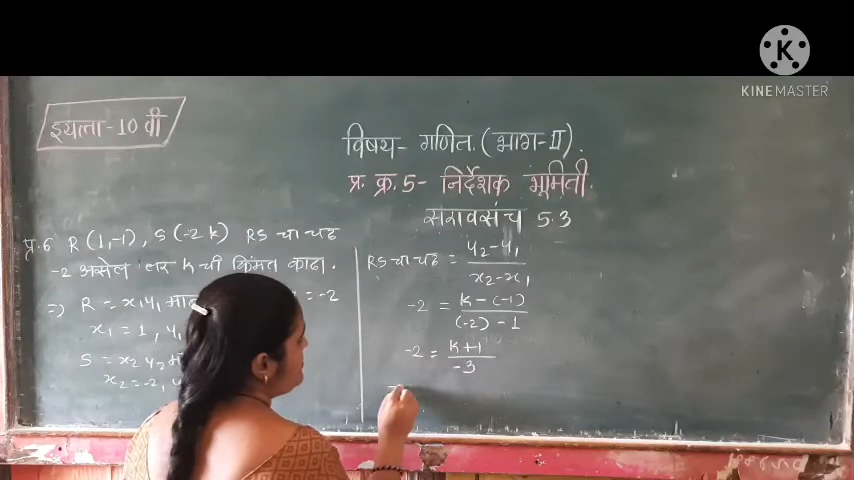 K
KINEMASTER
इयत्ता-10 वी
विषय- गणित. (भाग-II).
प्र. क्र. 5- निर्देशक भूमिती.
सरावसंच 5.3
प्र.6 R (1,-1), S (-2 k) RS चा चढ
-2 असेल तर K ची किंमत काढा.
=> R = x₁y₁ = -2
x₁ = 1, y₁
S = x₂ y₂
x₂ = -2,
RS चा चढ = y₂-y₁ / x₂-x₁
-2 = k-(-1) / (-2) - 1
-2 = k+1 / -3